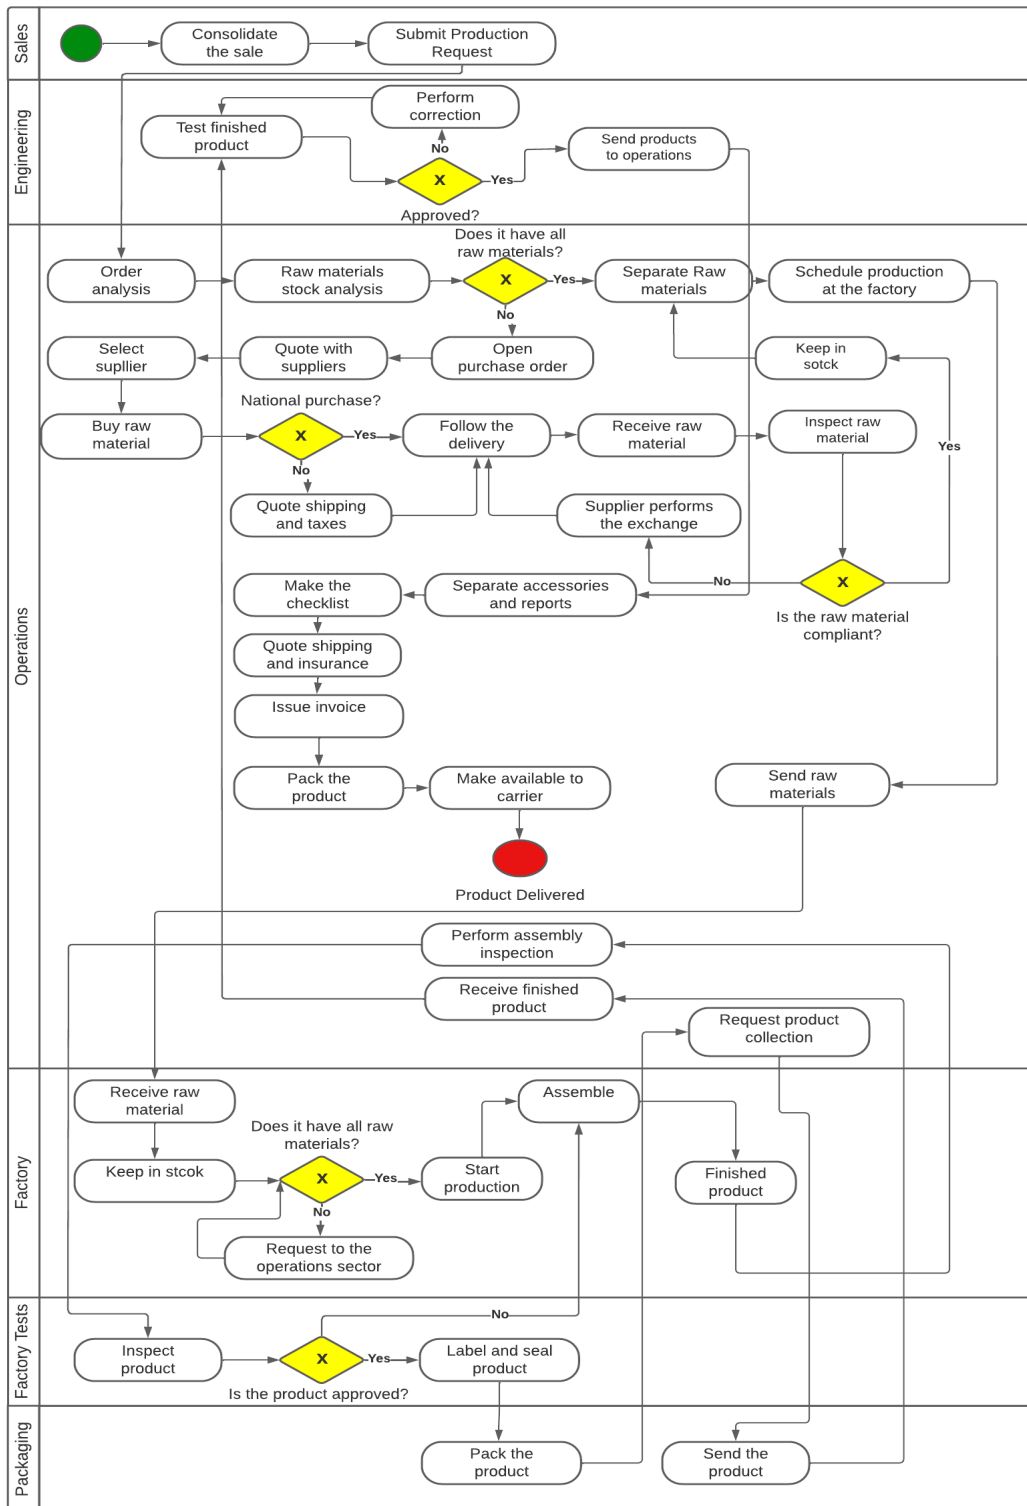 Sales
Consolidate
the sale
Submit Production
Request
Engineering
Perform
correction
Test finished
product
No
X
Yes
Approved?
Send products
to operations
Operations
Does it have all
raw materials?
Order
analysis
Raw materials
stock analysis
X
Yes
No
Separate Raw
materials
Schedule production
at the factory
Select
supllier
Quote with
suppliers
Open
purchase order
Keep in
sotck
National purchase?
Buy raw
material
X
Yes
No
Follow the
delivery
Receive raw
material
Inspect raw
material
Yes
Quote shipping
and taxes
Supplier performs
the exchange
No
X
Is the raw material
compliant?
Make the
checklist
Separate accessories
and reports
Quote shipping
and insurance
Issue invoice
Pack the
product
Make available to
carrier
Send raw
materials
Product Delivered
Perform assembly
inspection
Receive finished
product
Request product
collection
Factory
Receive raw
material
Assemble
Does it have all raw
materials?
Keep in stcok
X
Yes
No
Start
production
Finished
product
Request to the
operations sector
Factory Tests
No
Inspect
product
X
Yes
Label and seal
product
Is the product approved?
Packaging
Pack the
product
Send the
product